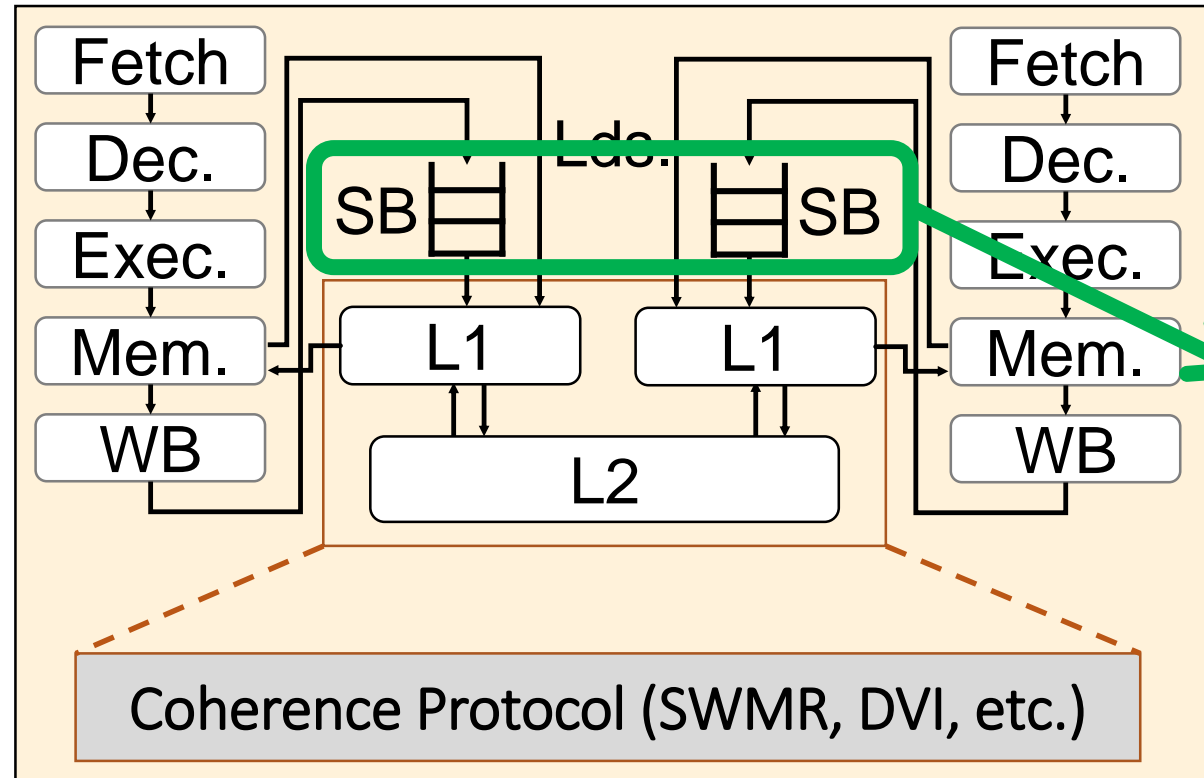 Fetch
Dec.
Exec.
Mem.
WB
Lds.
SB
SB
L1
L1
L2
Fetch
Dec.
Exec.
Mem.
WB
Coherence Protocol (SWMR, DVI, etc.)